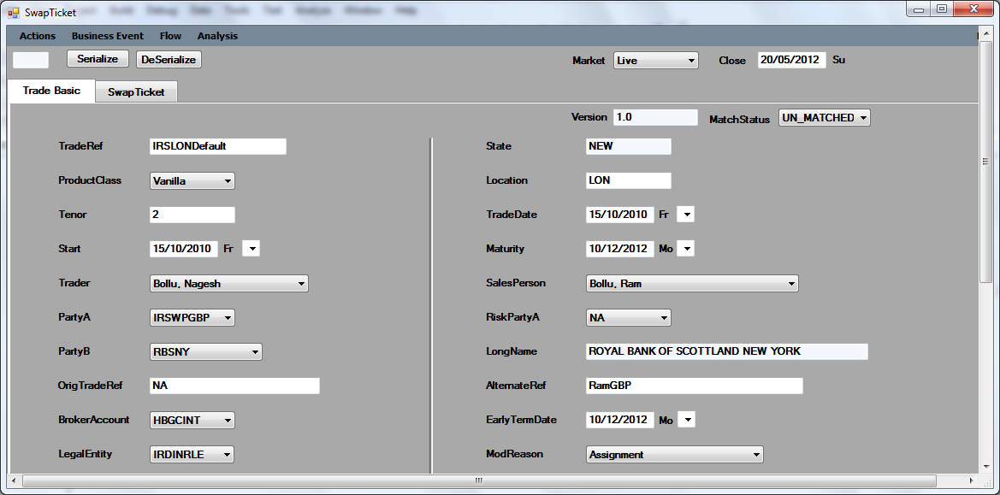 SwapTicket
Actions Business Event Flow Analysis
Serialize DeSerialize Market Live Close 20/05/2012 Su
Trade Basic SwapTicket
Version 1.0 MatchStatus UN_MATCHED
TradeRef IRSLONDefault State NEW
ProductClass Vanilla Location LON
Tenor 2 TradeDate 15/10/2010 Fr
Start 15/10/2010 Fr Maturity 10/12/2012 Mo
Trader Bollu, Nagesh SalesPerson Bollu, Ram
PartyA IRSWPGBP RiskPartyA NA
PartyB RBSNY LongName ROYAL BANK OF SCOTTLAND NEW YORK
OrigTradeRef NA AlternateRef RamGBP
BrokerAccount HBGCINT EarlyTermDate 10/12/2012 Mo
LegalEntity IRDINRLE ModReason Assignment